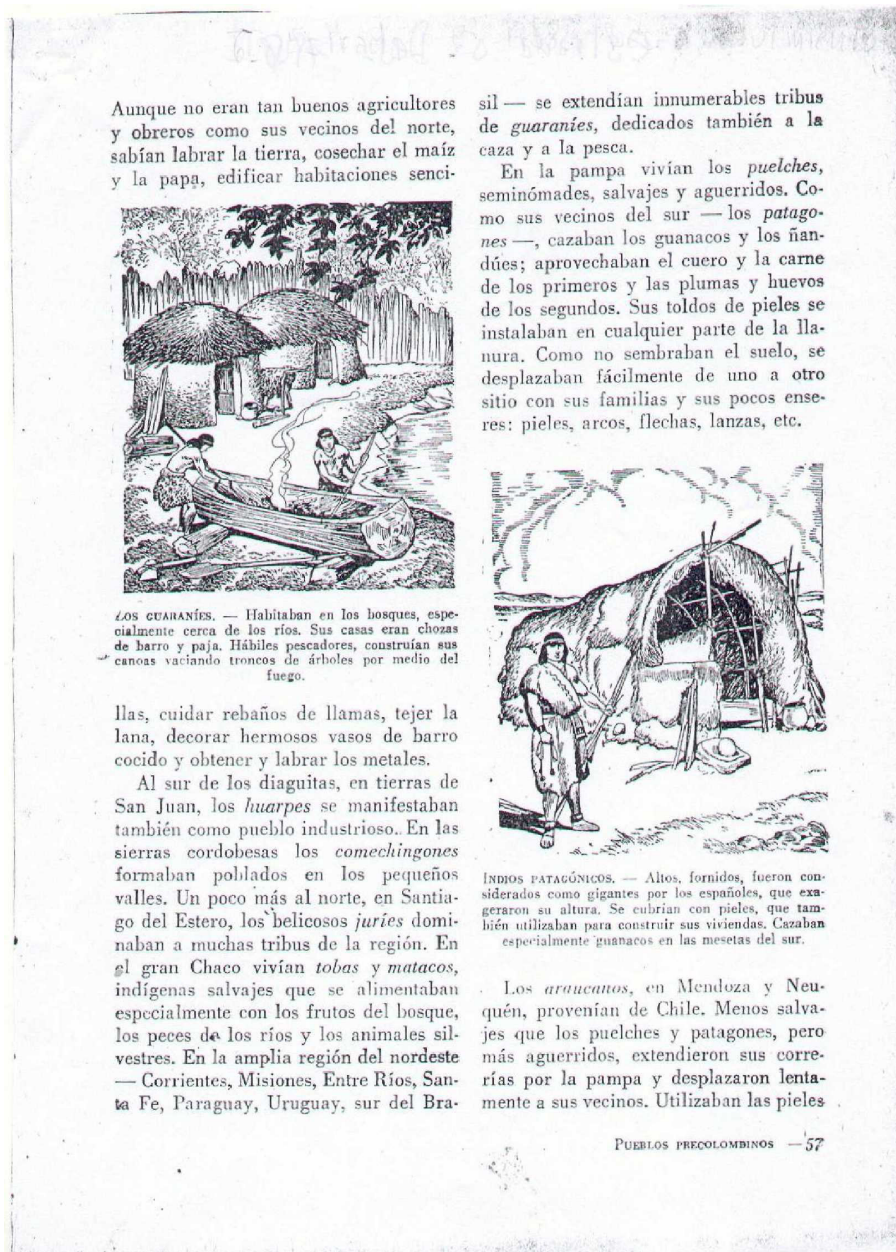 Aunque no eran tan buenos agricultores
y obreros como sus vecinos del norte,
sabían labrar la tierra, cosechar el maíz
y la papa, edificar habitaciones senci-
LOS GUARANÍES. — Habitaban en los bosques, espe-
cialmente cerca de los ríos. Sus casas eran chozas
de barro y paja. Hábiles pescadores, construían sus
canoas vaciando troncos de árboles por medio del
fuego.
llas, cuidar rebaños de llamas, tejer la
lana, decorar hermosos vasos de barro
cocido y obtener y labrar los metales.
Al sur de los diaguitas, en tierras de
San Juan, los huarpes se manifestaban
también como pueblo industrioso. En las
sierras cordobesas los comechingones
formaban poblados en los pequeños
valles. Un poco más al norte, en Santia-
go del Estero, los belicosos juríes domi-
naban a muchas tribus de la región. En
el gran Chaco vivían tobas y matacos,
indígenas salvajes que se alimentaban
especialmente con los frutos del bosque,
los peces de los ríos y los animales sil-
vestres. En la amplia región del nordeste
— Corrientes, Misiones, Entre Ríos, San-
ta Fe, Paraguay, Uruguay, sur del Bra-
sil — se extendían innumerables tribus
de guaraníes, dedicados también a la
caza y a la pesca.
En la pampa vivían los puelches,
seminómades, salvajes y aguerridos. Co-
mo sus vecinos del sur — los patago-
nes —, cazaban los guanacos y los ñan-
dúes; aprovechaban el cuero y la carne
de los primeros y las plumas y huevos
de los segundos. Sus toldos de pieles se
instalaban en cualquier parte de la lla-
nura. Como no sembraban el suelo, se
desplazaban fácilmente de uno a otro
sitio con sus familias y sus pocos ense-
res: pieles, arcos, flechas, lanzas, etc.
INDIOS PATAGÓNICOS. — Altos, fornidos, fueron con-
siderados como gigantes por los españoles, que exa-
geraron su altura. Se cubrían con pieles, que tam-
bién utilizaban para construir sus viviendas. Cazaban
especialmente guanacos en las mesetas del sur.
Los araucanos, en Mendoza y Neu-
quén, provenían de Chile. Menos salva-
jes que los puelches y patagones, pero
más aguerridos, extendieron sus corre-
rías por la pampa y desplazaron lenta-
mente a sus vecinos. Utilizaban las pieles
PUEBLOS PRECOLOMBINOS — 57